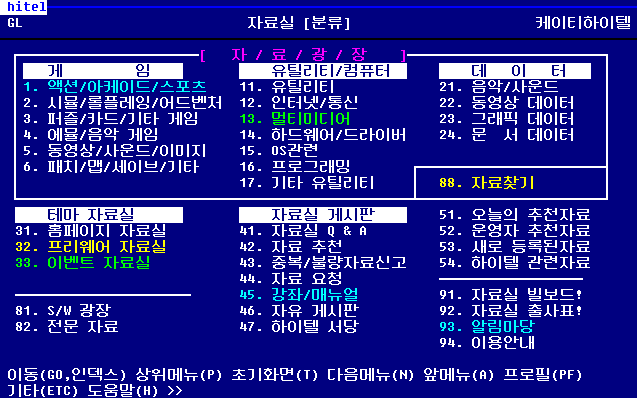 hitel
GL 자료실 [분류] 케이티하이텔
[ 자 / 료 / 광 / 장 ]
게 임 유틸리티/컴퓨터 데 이 터
1. 액션/아케이드/스포츠 11. 유틸리티 21. 음악/사운드
2. 시뮬/롤플레잉/어드벤처 12. 인터넷/통신 22. 동영상 데이터
3. 퍼즐/카드/기타 게임 13. 멀티미디어 23. 그래픽 데이터
4. 에뮬/음악 게임 14. 하드웨어/드라이버 24. 문 서 데이터
5. 동영상/사운드/이미지 15. OS관련
6. 패치/맵/세이브/기타 16. 프로그래밍
17. 기타 유틸리티 88. 자료찾기
테마 자료실 자료실 게시판 51. 오늘의 추천자료
31. 홈페이지 자료실 41. 자료실 Q & A 52. 운영자 추천자료
32. 프리웨어 자료실 42. 자료 추천 53. 새로 등록된자료
33. 이벤트 자료실 43. 중복/불량자료신고 54. 하이텔 관련자료
44. 자료 요청
45. 강좌/매뉴얼 91. 자료실 빌보드!
81. S/W 광장 46. 자유 게시판 92. 자료실 출사표!
82. 전문 자료 47. 하이텔 서당 93. 알림마당
94. 이용안내
이동(GO,인덱스) 상위메뉴(P) 초기화면(T) 다음메뉴(N) 앞메뉴(A) 프로필(PF)
기타(ETC) 도움말(H) >>